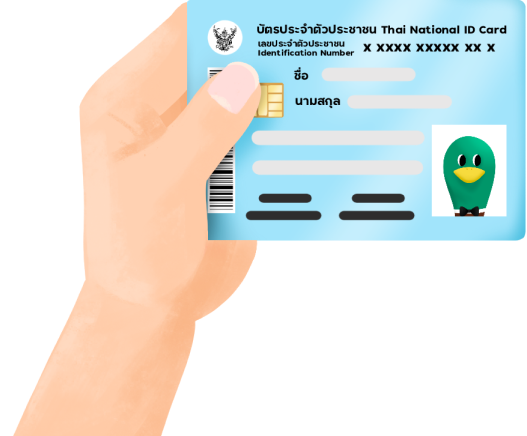 บัตรประจำตัวประชาชน Thai National ID Card
เลขประจำตัวประชาชน
Identification Number X XXXX XXXXX XX X
ชื่อ
นามสกุล